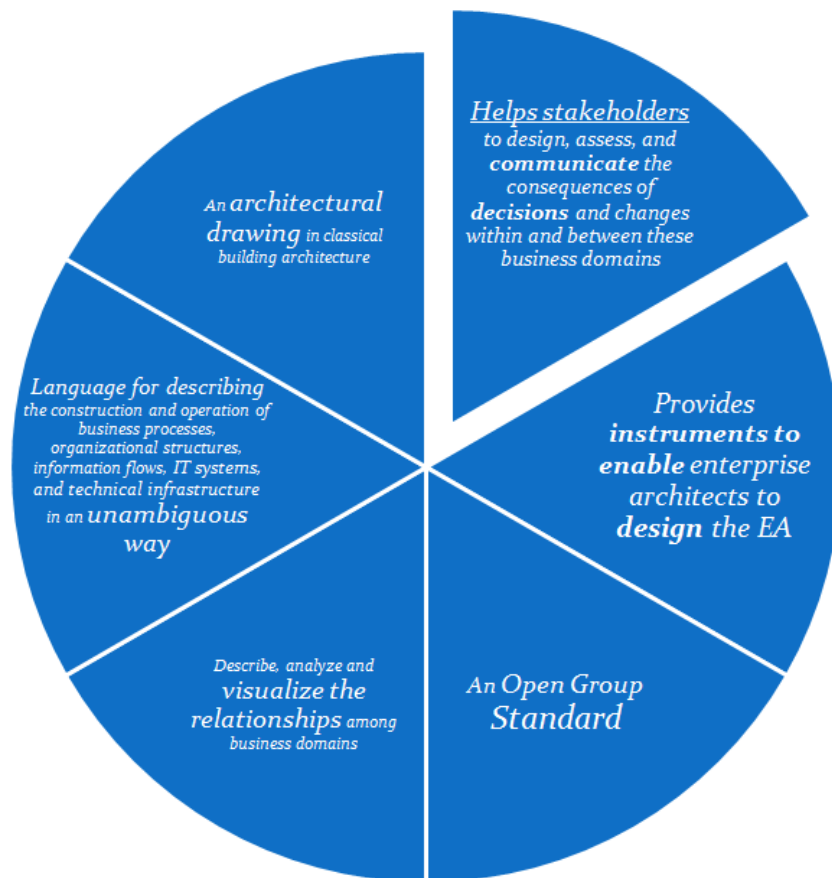 Helps stakeholders
to design, assess, and
communicate the
consequences of
decisions and changes
within and between these
business domains
Provides
instruments to
enable enterprise
architects to
design the EA
An Open Group
Standard
Describe, analyze and
visualize the
relationships among
business domains
Language for describing
the construction and operation of
business processes,
organizational structures,
information flows, IT systems,
and technical infrastructure
in an unambiguous
way
An architectural
drawing in classical
building architecture